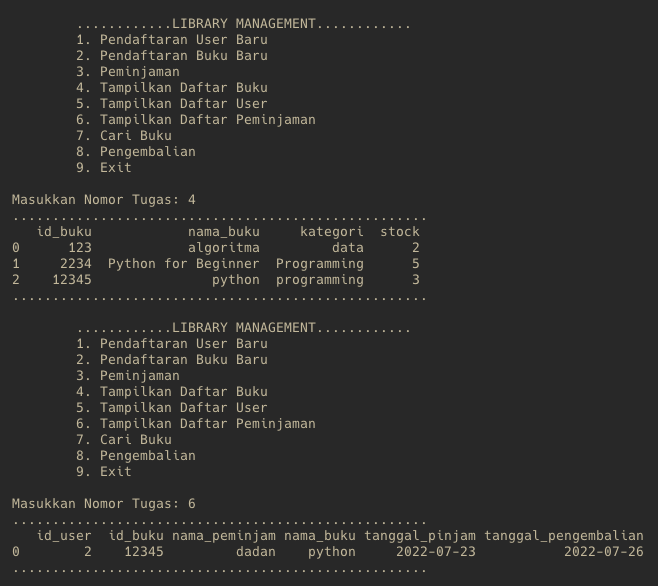 ............LIBRARY MANAGEMENT............
1. Pendaftaran User Baru
2. Pendaftaran Buku Baru
3. Peminjaman
4. Tampilkan Daftar Buku
5. Tampilkan Daftar User
6. Tampilkan Daftar Peminjaman
7. Cari Buku
8. Pengembalian
9. Exit
Masukkan Nomor Tugas: 4
....................................................
id_buku nama_buku kategori stock
0 123 algoritma data 2
1 2234 Python for Beginner Programming 5
2 12345 python programming 3
....................................................
............LIBRARY MANAGEMENT............
1. Pendaftaran User Baru
2. Pendaftaran Buku Baru
3. Peminjaman
4. Tampilkan Daftar Buku
5. Tampilkan Daftar User
6. Tampilkan Daftar Peminjaman
7. Cari Buku
8. Pengembalian
9. Exit
Masukkan Nomor Tugas: 6
....................................................
id_user id_buku nama_peminjam nama_buku tanggal_pinjam tanggal_pengembalian
0 2 12345 dadan python 2022-07-23 2022-07-26
....................................................